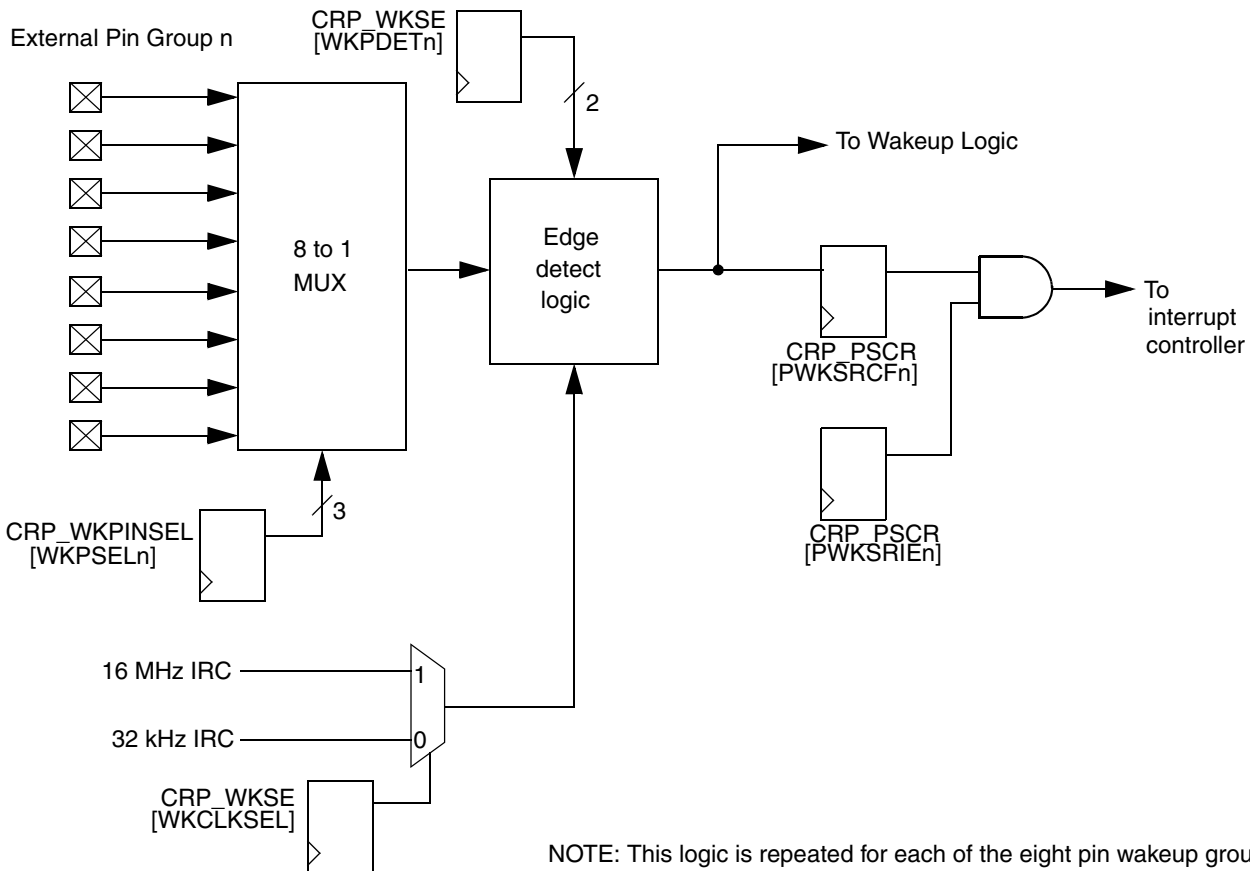 External Pin Group n
CRP_WKSE
[WKPDETn]
2
To Wakeup Logic
8 to 1
MUX
Edge
detect
logic
To
interrupt
controller
CRP_PSCR
[PWKSRCFn]
3
CRP_WKPINSEL
[WKPSELn]
CRP_PSCR
[PWKSRIEn]
16 MHz IRC
1
32 kHz IRC
0
CRP_WKSE
[WKCLKSEL]
NOTE: This logic is repeated for each of the eight pin wakeup grou